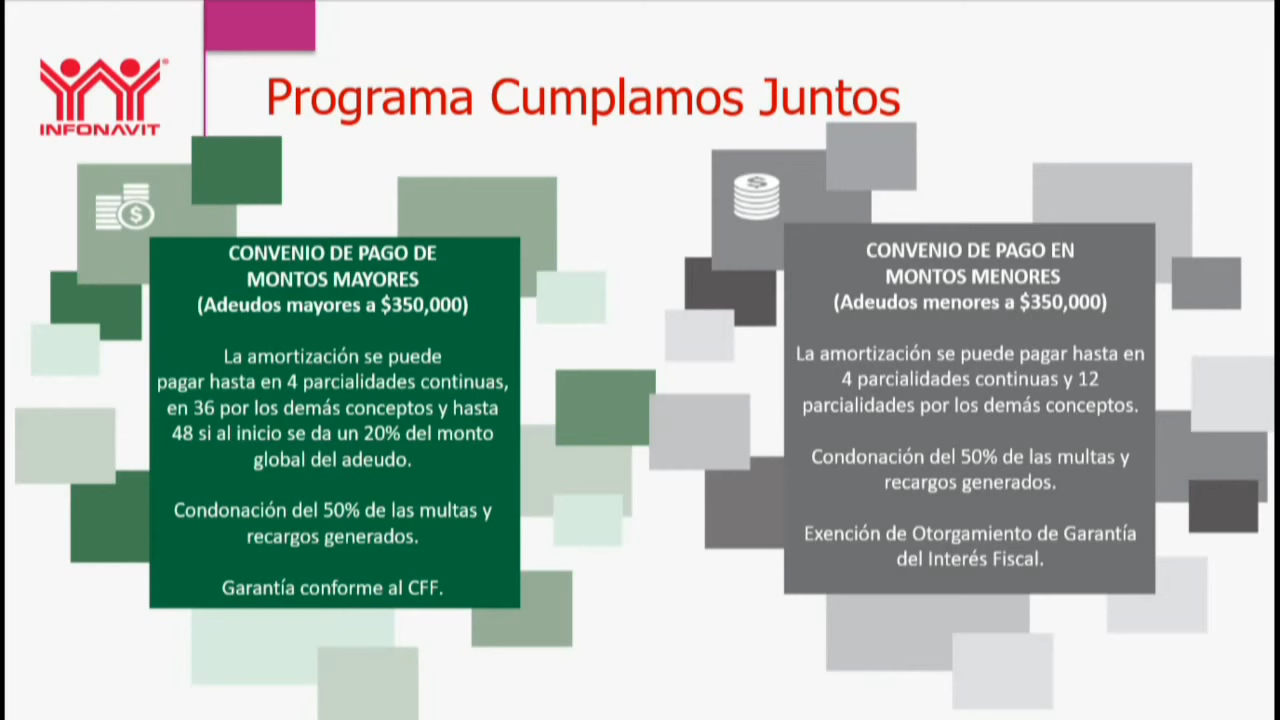 INFONAVIT
Programa Cumplamos Juntos
CONVENIO DE PAGO DE
MONTOS MAYORES
(Adeudos mayores a $350,000)
La amortización se puede
pagar hasta en 4 parcialidades continuas,
en 36 por los demás conceptos y hasta
48 si al inicio se da un 20% del monto
global del adeudo.
Condonación del 50% de las multas y
recargos generados.
Garantía conforme al CFF.
CONVENIO DE PAGO EN
MONTOS MENORES
(Adeudos menores a $350,000)
La amortización se puede pagar hasta en
4 parcialidades continuas y 12
parcialidades por los demás conceptos.
Condonación del 50% de las multas y
recargos generados.
Exención de Otorgamiento de Garantía
del Interés Fiscal.